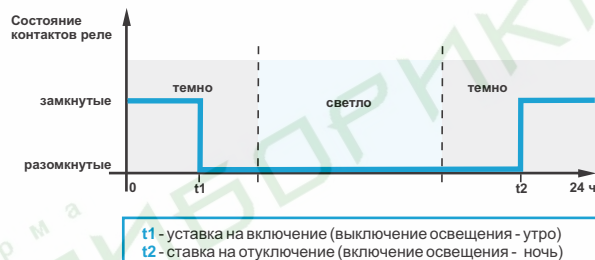 Состояние
контактов реле
темно
светло
темно
замкнутые
разомкнутые
0
t1
t2
24 ч
t1 - уставка на включение (выключение освещения - утро)
t2 - ставка на отуключение (включение освещения - ночь)